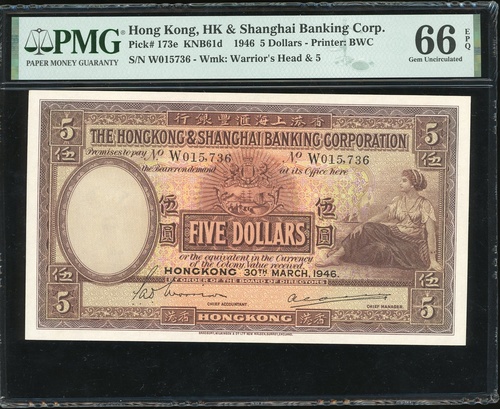 PMG
PAPER MONEY GUARANTY
Hong Kong, HK & Shanghai Banking Corp.
Pick# 173e KNB61d 1946 5 Dollars - Printer: BWC
S/N W015736 - Wmk: Warrior's Head & 5
66 EPQ
Gem Uncirculated
行銀豐滙海上港香
5 5
伍 伍
THE HONGKONG & SHANGHAI BANKING CORPORATION
Promises to pay No W015,736 No W015,736
the Bearer on demand at its Office here
伍 伍
圓 圓
FIVE DOLLARS
or the equivalent in the Currency
of the Colony, Value received
HONGKONG 30TH MARCH, 1946.
BY ORDER OF THE BOARD OF DIRECTORS
伍 伍
CHIEF ACCOUNTANT CHIEF MANAGER
5 5
港香 HONGKONG 港香